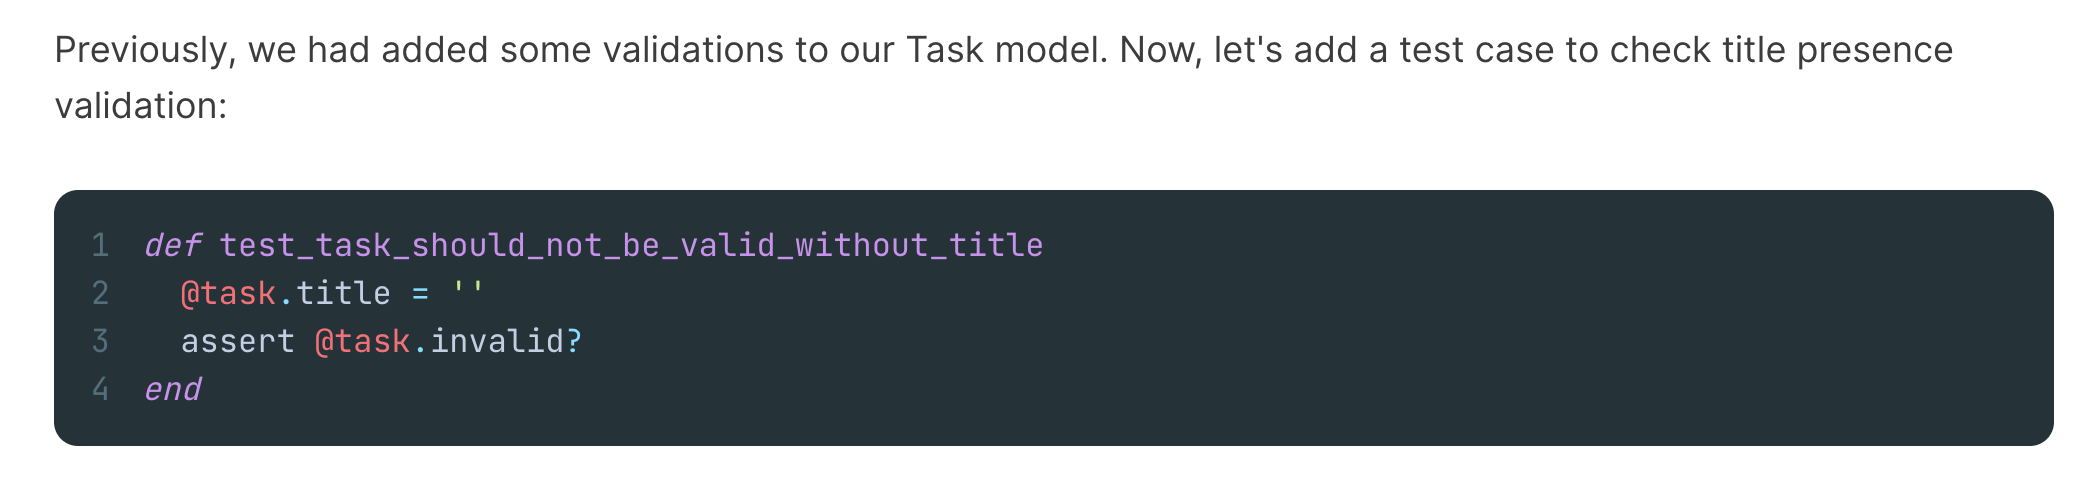 Previously, we had added some validations to our Task model. Now, let's add a test case to check title presence
validation:
1 def test_task_should_not_be_valid_without_title
2   @task.title = ''
3   assert @task.invalid?
4 end